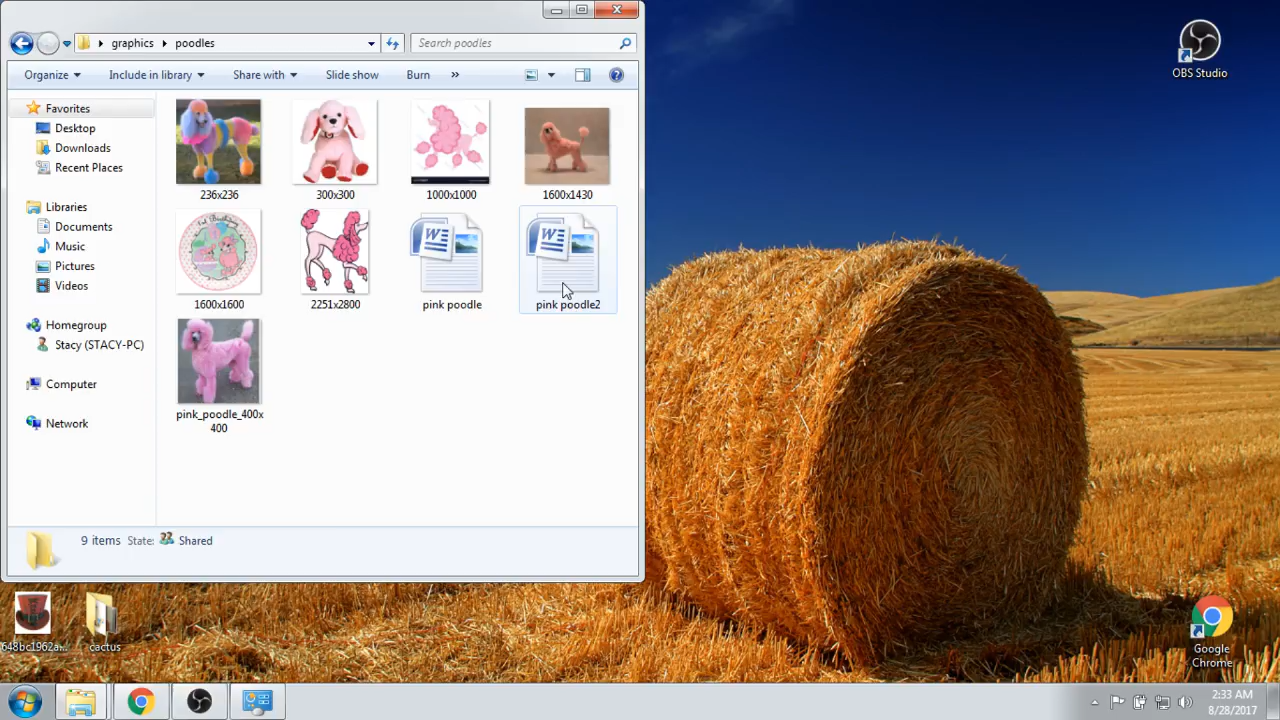 graphics
poodles
Search poodles
Organize
Include in library
Share with
Slide show
Burn
»
Favorites
Desktop
Downloads
Recent Places
Libraries
Documents
Music
Pictures
Videos
Homegroup
Stacy (STACY-PC)
Computer
Network
236x236
300x300
1000x1000
1600x1430
1600x1600
2251x2800
pink poodle
pink poodle2
pink_poodle_400x
400
9 items State: Shared
OBS Studio
648bc1962a...
cactus
Google
Chrome
2:33 AM
8/28/2017